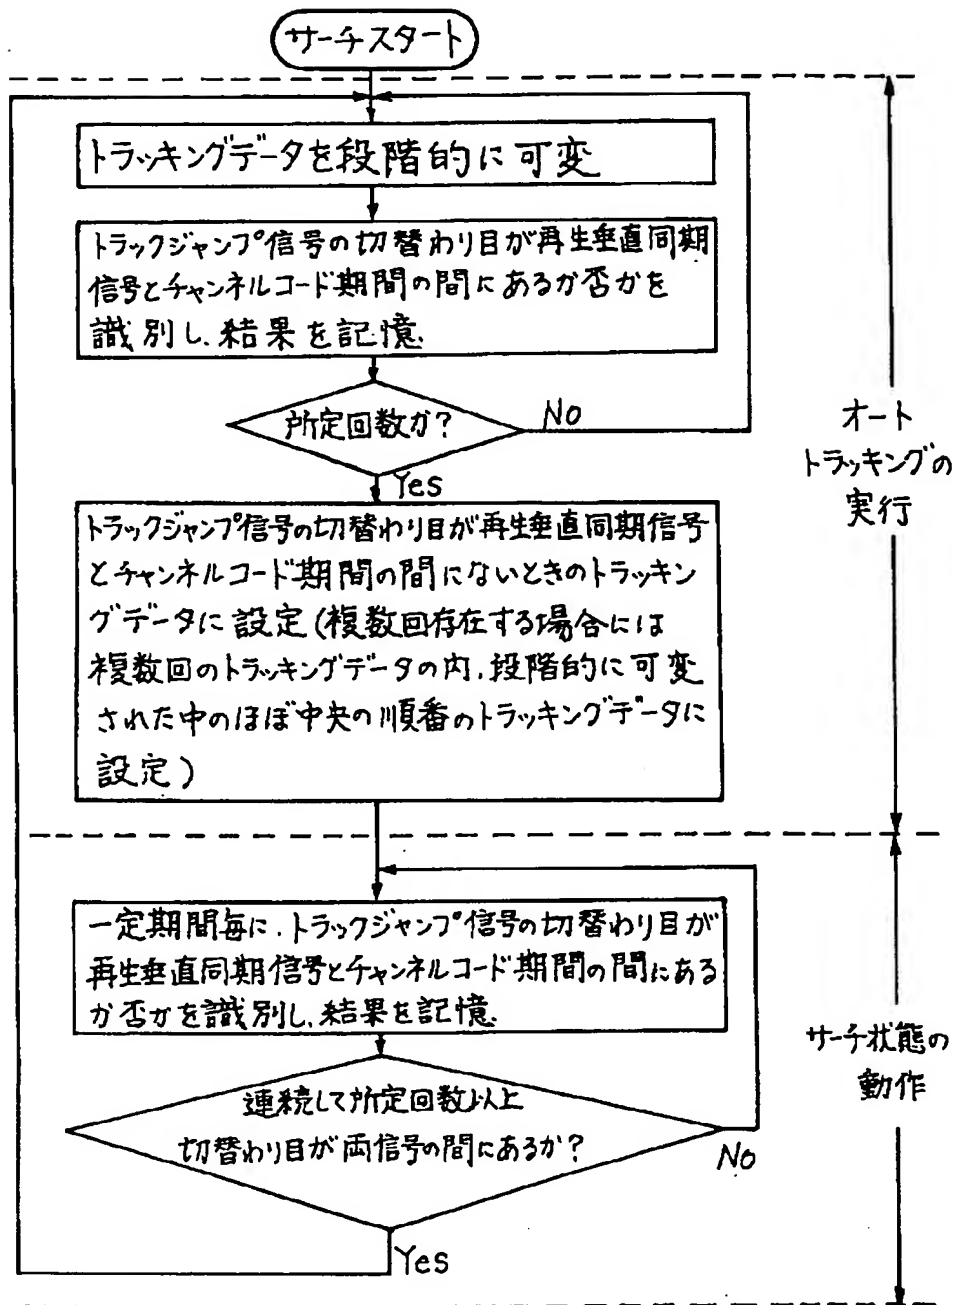 サーチスタート
トラッキングデータを段階的に可変
トラックジャンプ信号の切替わり目が再生垂直同期
信号とチャンネルコード期間の間にあるか否かを
識別し、結果を記憶.
所定回数か?
No
Yes
オート
トラッキングの
実行
トラックジャンプ信号の切替わり目が再生垂直同期信号
とチャンネルコード期間の間にないときのトラッキン
グデータに設定(複数回存在する場合には
複数回のトラッキングデータの内、段階的に可変
された中のほぼ中央の順番のトラッキングデータに
設定)
一定期間毎に、トラックジャンプ信号の切替わり目が
再生垂直同期信号とチャンネルコード期間の間にある
か否かを識別し、結果を記憶.
サーチ状態の
動作
連続して所定回数以上
切替わり目が両信号の間にあるか?
No
Yes